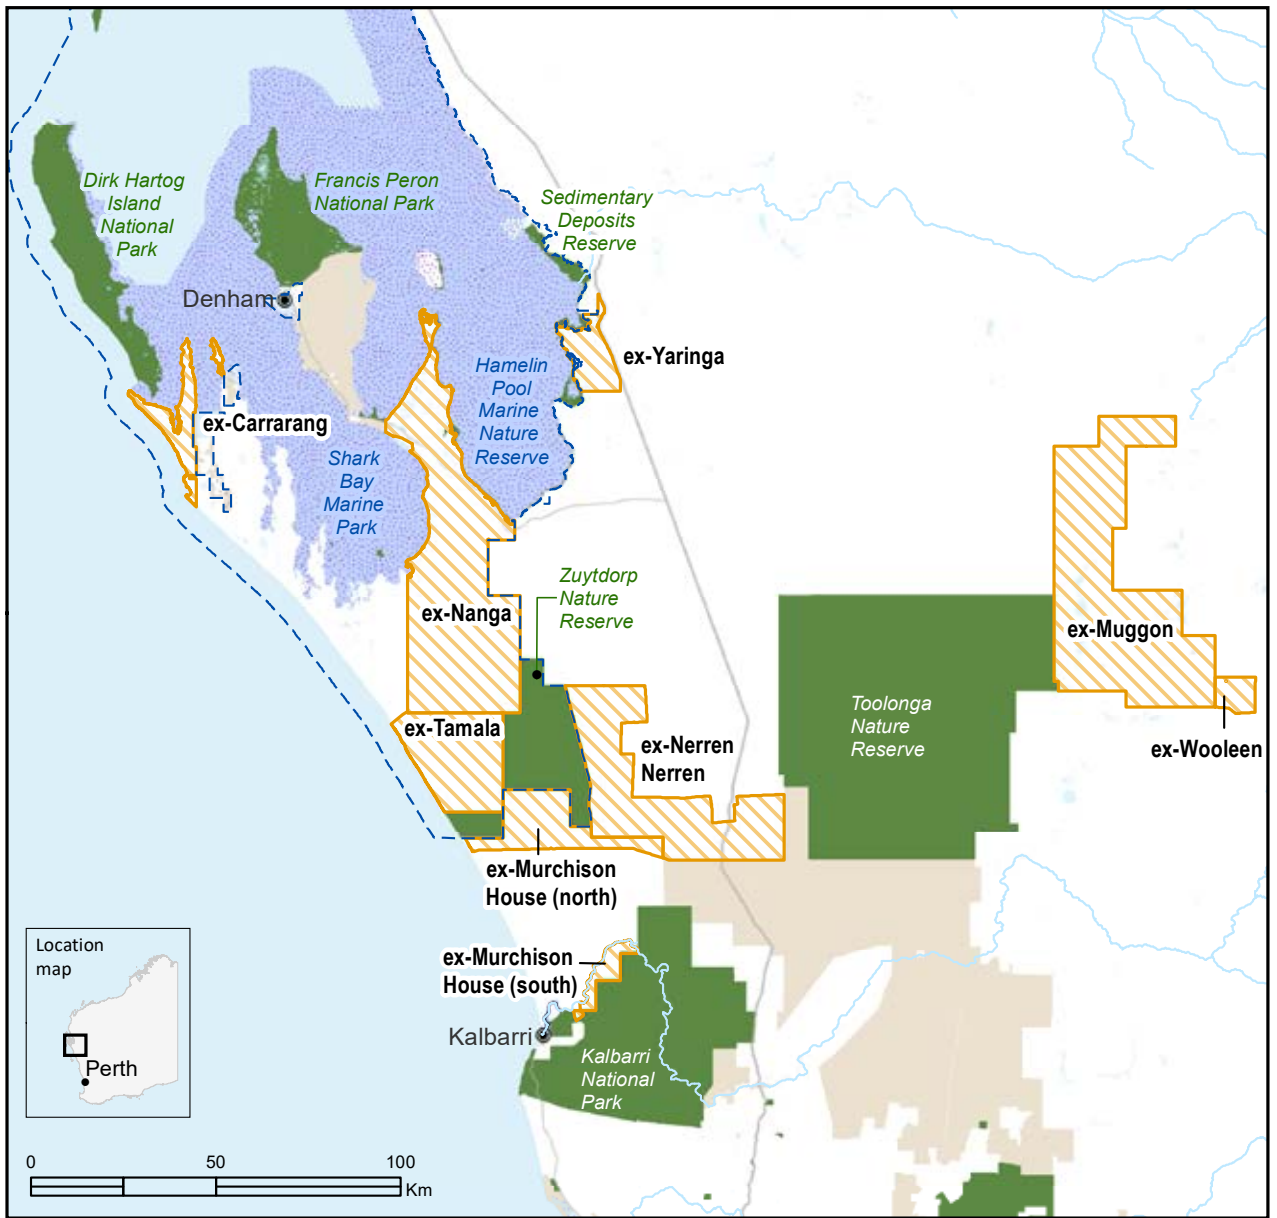 Dirk Hartog
Island
National
Park
Francis Peron
National Park
Sedimentary
Deposits
Reserve
Denham
ex-Yaringa
Hamelin
Pool
Marine
Nature
Reserve
ex-Carrarang
Shark
Bay
Marine
Park
Zuytdorp
Nature
Reserve
ex-Nanga
ex-Muggon
ex-Tamala
Toolonga
Nature
Reserve
ex-Nerren
Nerren
ex-Wooleen
ex-Murchison
House (north)
ex-Murchison
House (south)
Kalbarri
Kalbarri
National
Park
Location
map
Perth
0 50 100
Km